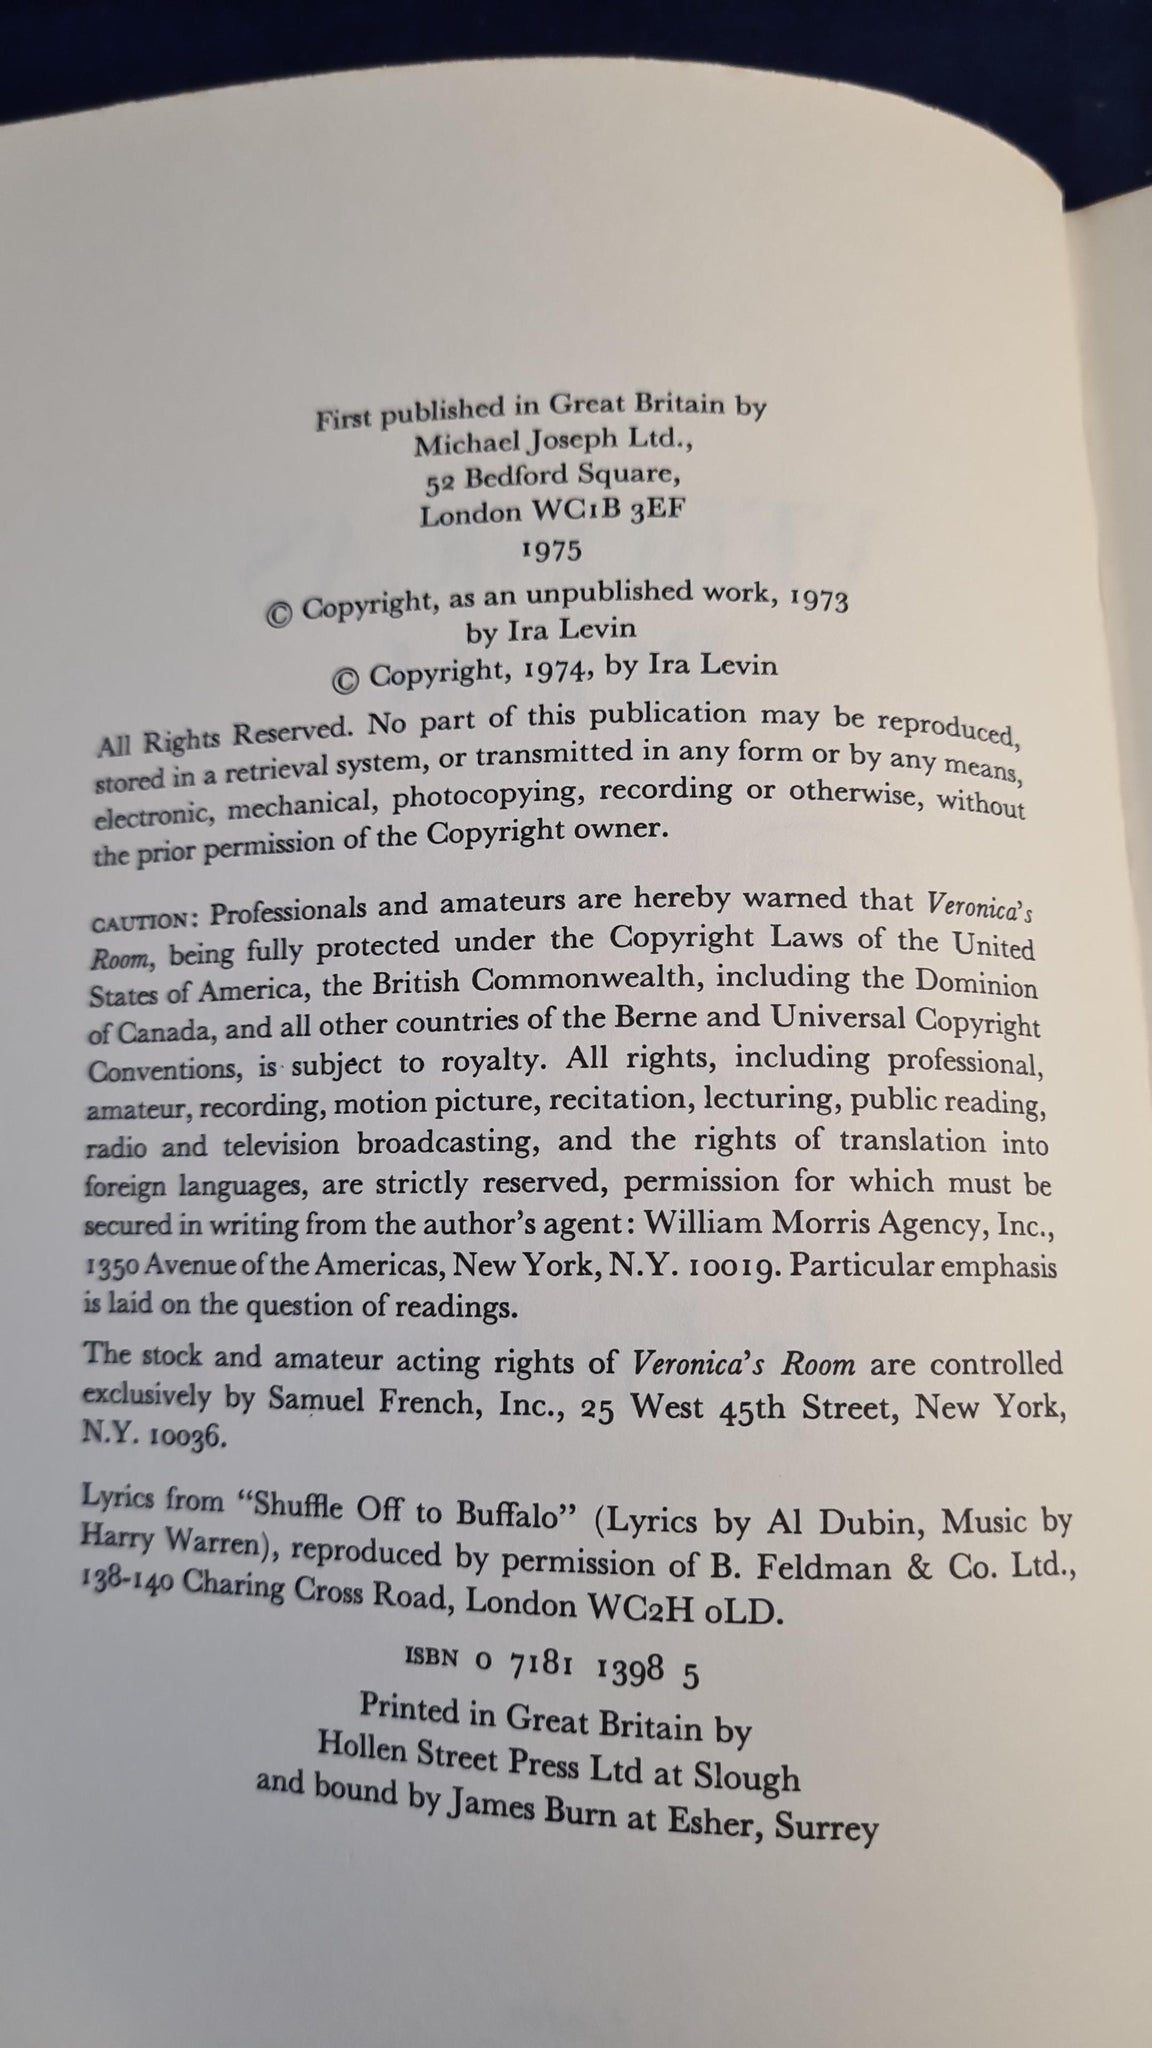 First published in Great Britain by
Michael Joseph Ltd.,
52 Bedford Square,
London WC1B 3EF
1975
© Copyright, as an unpublished work, 1973
by Ira Levin
© Copyright, 1974, by Ira Levin
All Rights Reserved. No part of this publication may be reproduced,
stored in a retrieval system, or transmitted in any form or by any means,
electronic, mechanical, photocopying, recording or otherwise, without
the prior permission of the Copyright owner.
CAUTION: Professionals and amateurs are hereby warned that Veronica's
Room, being fully protected under the Copyright Laws of the United
States of America, the British Commonwealth, including the Dominion
of Canada, and all other countries of the Berne and Universal Copyright
Conventions, is subject to royalty. All rights, including professional,
amateur, recording, motion picture, recitation, lecturing, public reading,
radio and television broadcasting, and the rights of translation into
foreign languages, are strictly reserved, permission for which must be
secured in writing from the author's agent: William Morris Agency, Inc.,
1350 Avenue of the Americas, New York, N.Y. 10019. Particular emphasis
is laid on the question of readings.
The stock and amateur acting rights of Veronica's Room are controlled
exclusively by Samuel French, Inc., 25 West 45th Street, New York,
N.Y. 10036.
Lyrics from "Shuffle Off to Buffalo" (Lyrics by Al Dubin, Music by
Harry Warren), reproduced by permission of B. Feldman & Co. Ltd.,
138-140 Charing Cross Road, London WC2H 0LD.
ISBN 0 7181 1398 5
Printed in Great Britain by
Hollen Street Press Ltd at Slough
and bound by James Burn at Esher, Surrey